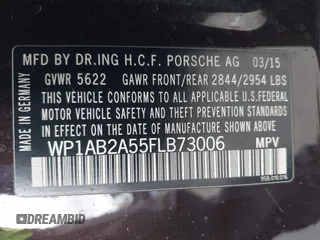 MFD BY DR.ING H.C.F. PORSCHE AG 03/15
GVWR 5622 GAWR FRONT/REAR 2844/2954 LBS
THIS VEHICLE CONFORMS TO ALL APPLICABLE U.S.FEDERAL
MOTOR VEHICLE SAFETY, BUMPER AND THEFT
PREVENTION STANDARDS IN EFFECT ON THE DATE OF
MANUFACTURE SHOWN ABOVE
WP1AB2A55FLB73006 MPV
MADE IN GERMANY
DREAMBID